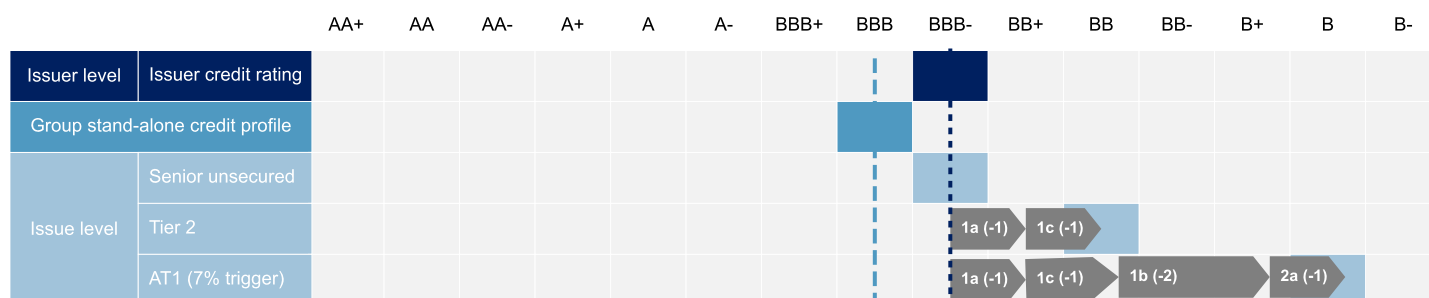 AA+ AA AA- A+ A A- BBB+ BBB BBB- BB+ BB BB- B+ B B-
Issuer level Issuer credit rating
Group stand-alone credit profile
Senior unsecured
Issue level
Tier 2 1a (-1) 1c (-1)
AT1 (7% trigger) 1a (-1) 1c (-1) 1b (-2) 2a (-1)